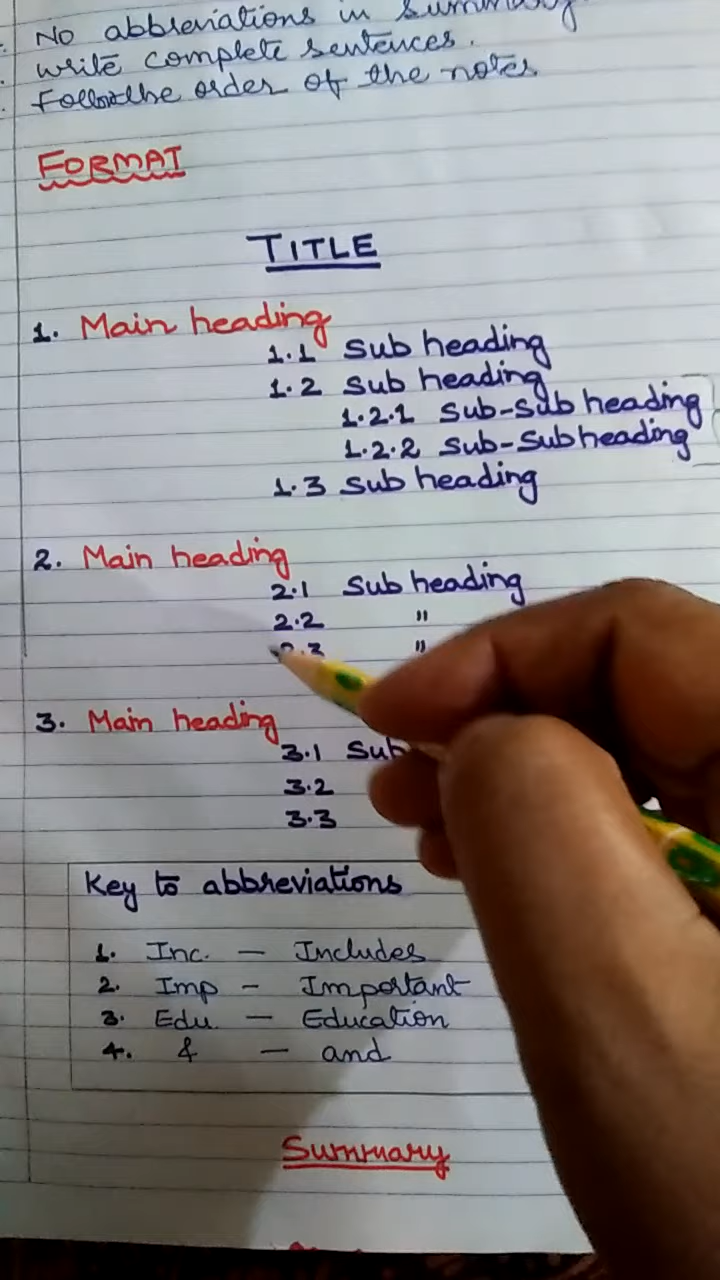 No abbreviations in summary
write complete sentences.
Follow the order of the notes
FORMAT
TITLE
1. Main heading
1.1 Sub heading
1.2 Sub heading
1.2.1 Sub-Sub heading
1.2.2 Sub-Sub heading
1.3 Sub heading
2. Main heading
2.1 Sub heading
2.2 "
2.3 "
3. Main heading
3.1 Sub
3.2
3.3
Key to abbreviations
1. Inc. - Includes
2. Imp - Important
3. Edu. - Education
4. & - and
Summary